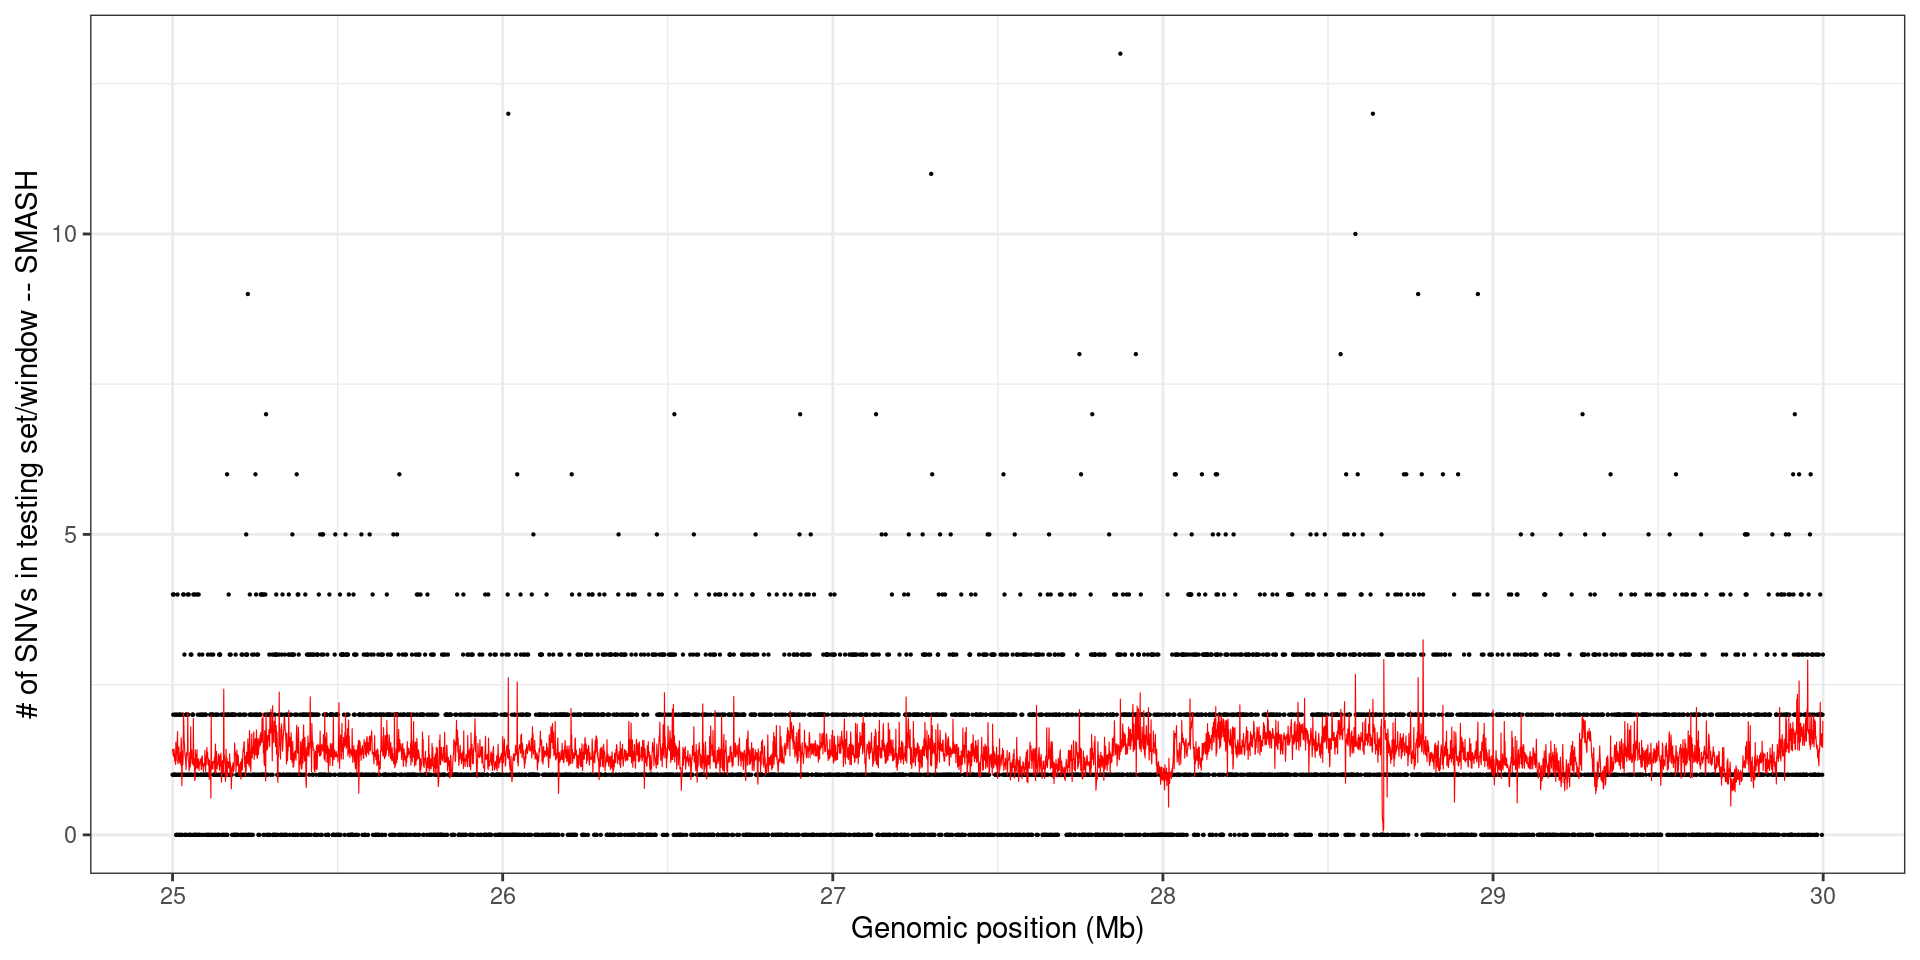 # of SNVs in testing set/window -- SMASH
10
5
0
25 26 27 28 29 30
Genomic position (Mb)